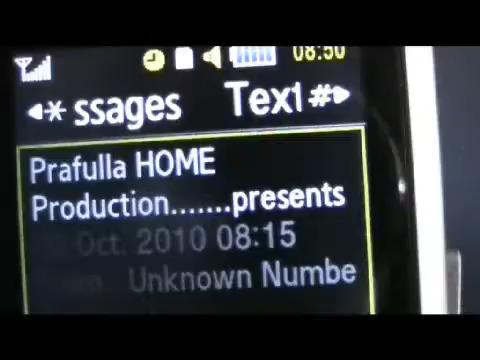 08:50
ssages Text
Prafulla HOME
Production.......presents
Oct. 2010 08:15
Unknown Numbe